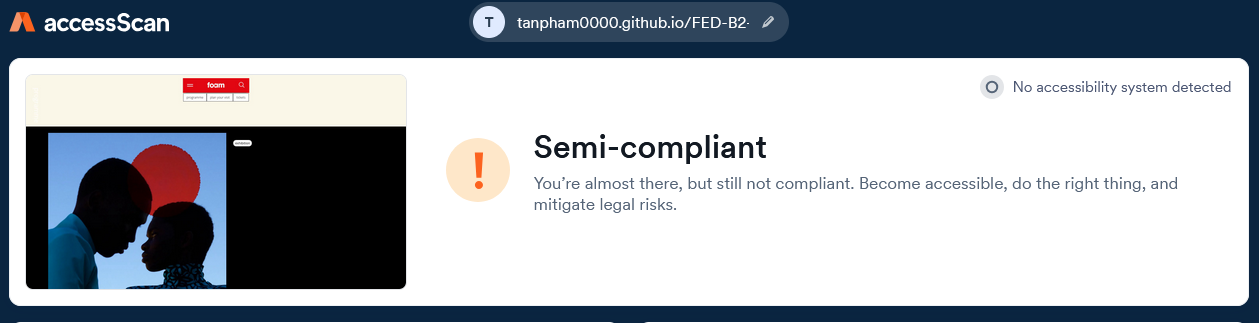 accessScan
T
tanpham0000.github.io/FED-B2-
No accessibility system detected
foam
Semi-compliant
!
You're almost there, but still not compliant. Become accessible, do the right thing, and
mitigate legal risks.